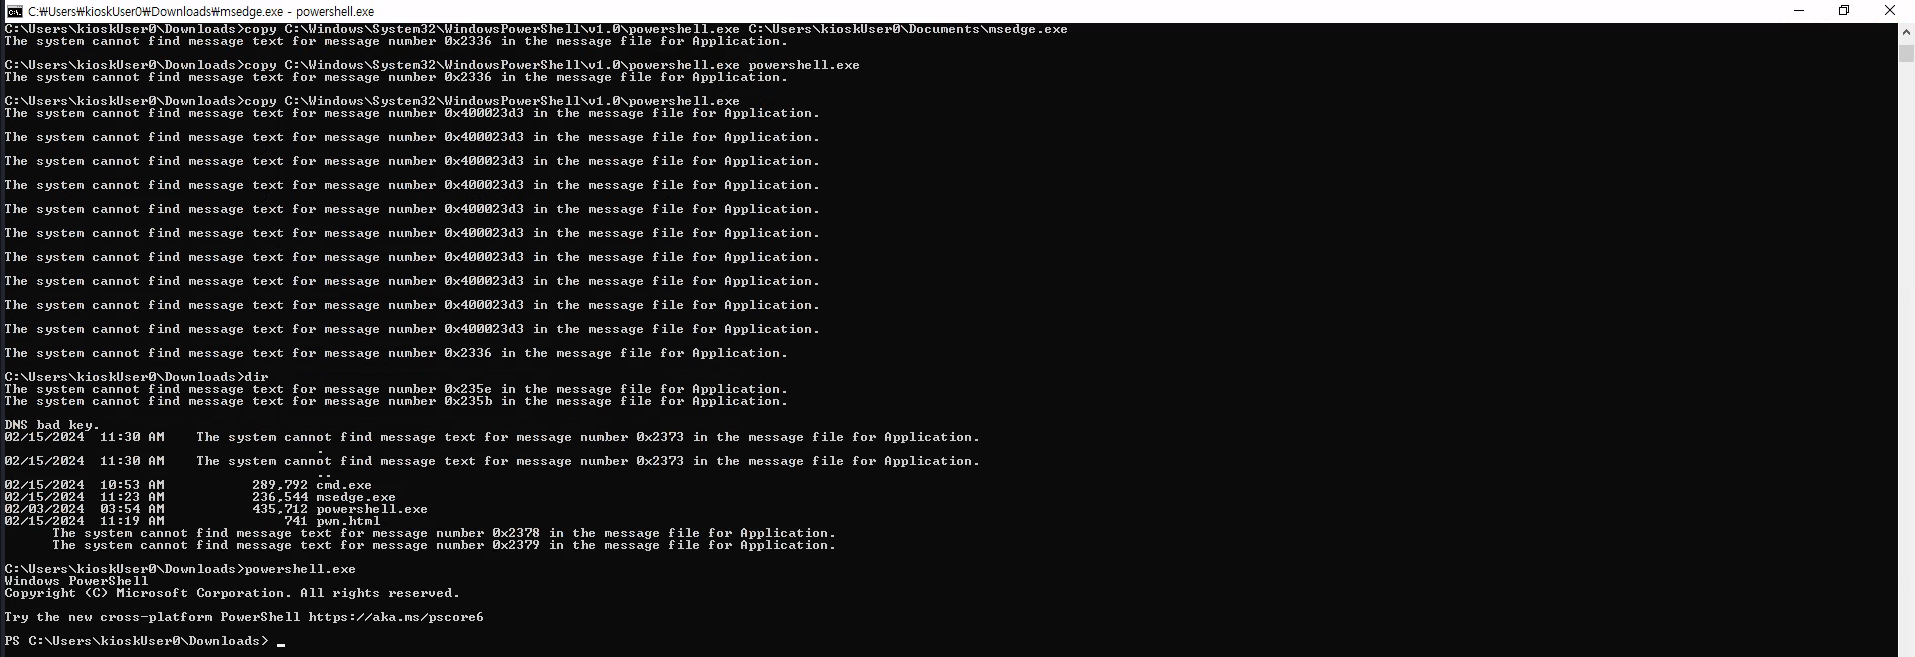 C:₩Users₩kioskUser0₩Downloads₩msedge.exe - powershell.exe
C:\Users\kioskUser0\Downloads>copy C:\Windows\System32\WindowsPowerShell\v1.0\powershell.exe C:\Users\kioskUser0\Documents\msedge.exe
The system cannot find message text for message number 0x2336 in the message file for Application.
C:\Users\kioskUser0\Downloads>copy C:\Windows\System32\WindowsPowerShell\v1.0\powershell.exe powershell.exe
The system cannot find message text for message number 0x2336 in the message file for Application.
C:\Users\kioskUser0\Downloads>copy C:\Windows\System32\WindowsPowerShell\v1.0\powershell.exe
The system cannot find message text for message number 0x400023d3 in the message file for Application.
The system cannot find message text for message number 0x400023d3 in the message file for Application.
The system cannot find message text for message number 0x400023d3 in the message file for Application.
The system cannot find message text for message number 0x400023d3 in the message file for Application.
The system cannot find message text for message number 0x400023d3 in the message file for Application.
The system cannot find message text for message number 0x400023d3 in the message file for Application.
The system cannot find message text for message number 0x400023d3 in the message file for Application.
The system cannot find message text for message number 0x400023d3 in the message file for Application.
The system cannot find message text for message number 0x400023d3 in the message file for Application.
The system cannot find message text for message number 0x400023d3 in the message file for Application.
The system cannot find message text for message number 0x2336 in the message file for Application.
C:\Users\kioskUser0\Downloads>dir
The system cannot find message text for message number 0x235e in the message file for Application.
The system cannot find message text for message number 0x235b in the message file for Application.
DNS bad key.
02/15/2024  11:30 AM    The system cannot find message text for message number 0x2373 in the message file for Application.
.
02/15/2024  11:30 AM    The system cannot find message text for message number 0x2373 in the message file for Application.
..
02/15/2024  10:53 AM           289,792 cmd.exe
02/15/2024  11:23 AM           236,544 msedge.exe
02/03/2024  03:54 AM           435,712 powershell.exe
02/15/2024  11:19 AM               741 pwn.html
The system cannot find message text for message number 0x2378 in the message file for Application.
The system cannot find message text for message number 0x2379 in the message file for Application.
C:\Users\kioskUser0\Downloads>powershell.exe
Windows PowerShell
Copyright (C) Microsoft Corporation. All rights reserved.
Try the new cross-platform PowerShell https://aka.ms/pscore6
PS C:\Users\kioskUser0\Downloads> _